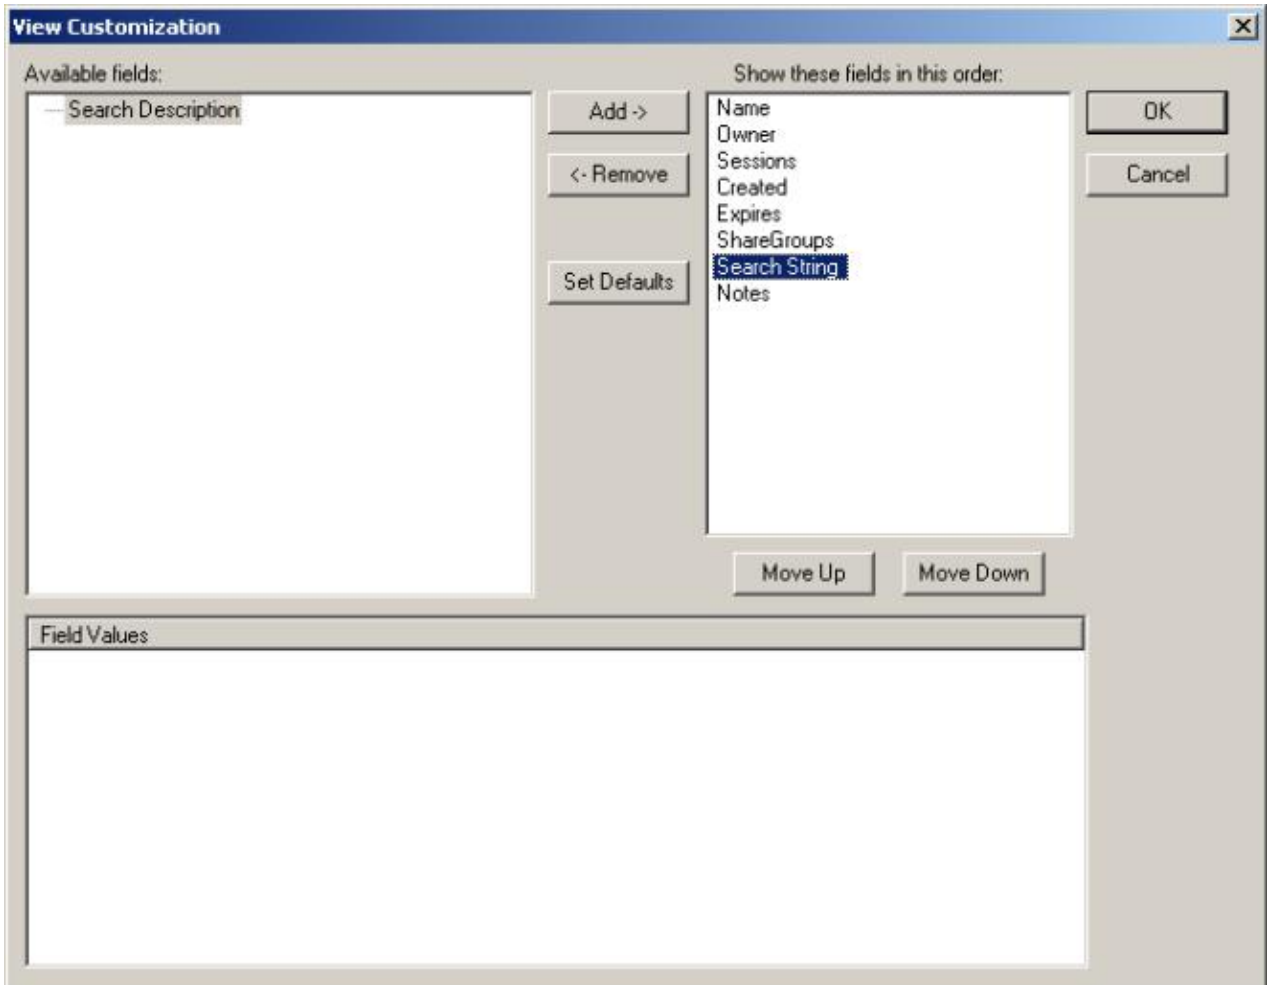 View Customization
Available fields:
Show these fields in this order:
Search Description
Add ->
<- Remove
Set Defaults
Name
Owner
Sessions
Created
Expires
ShareGroups
Search String
Notes
OK
Cancel
Move Up
Move Down
Field Values